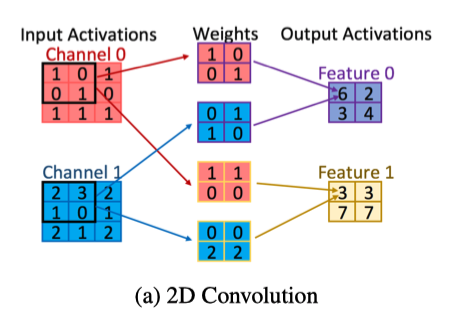 Input Activations Weights Output Activations
Channel 0
1 0 1
0 1 0
1 1 1
1 0
0 1
Feature 0
6 2
3 4
0 1
1 0
Channel 1
2 3 2
1 0 1
2 1 2
1 1
0 0
Feature 1
3 3
7 7
0 0
2 2
(a) 2D Convolution